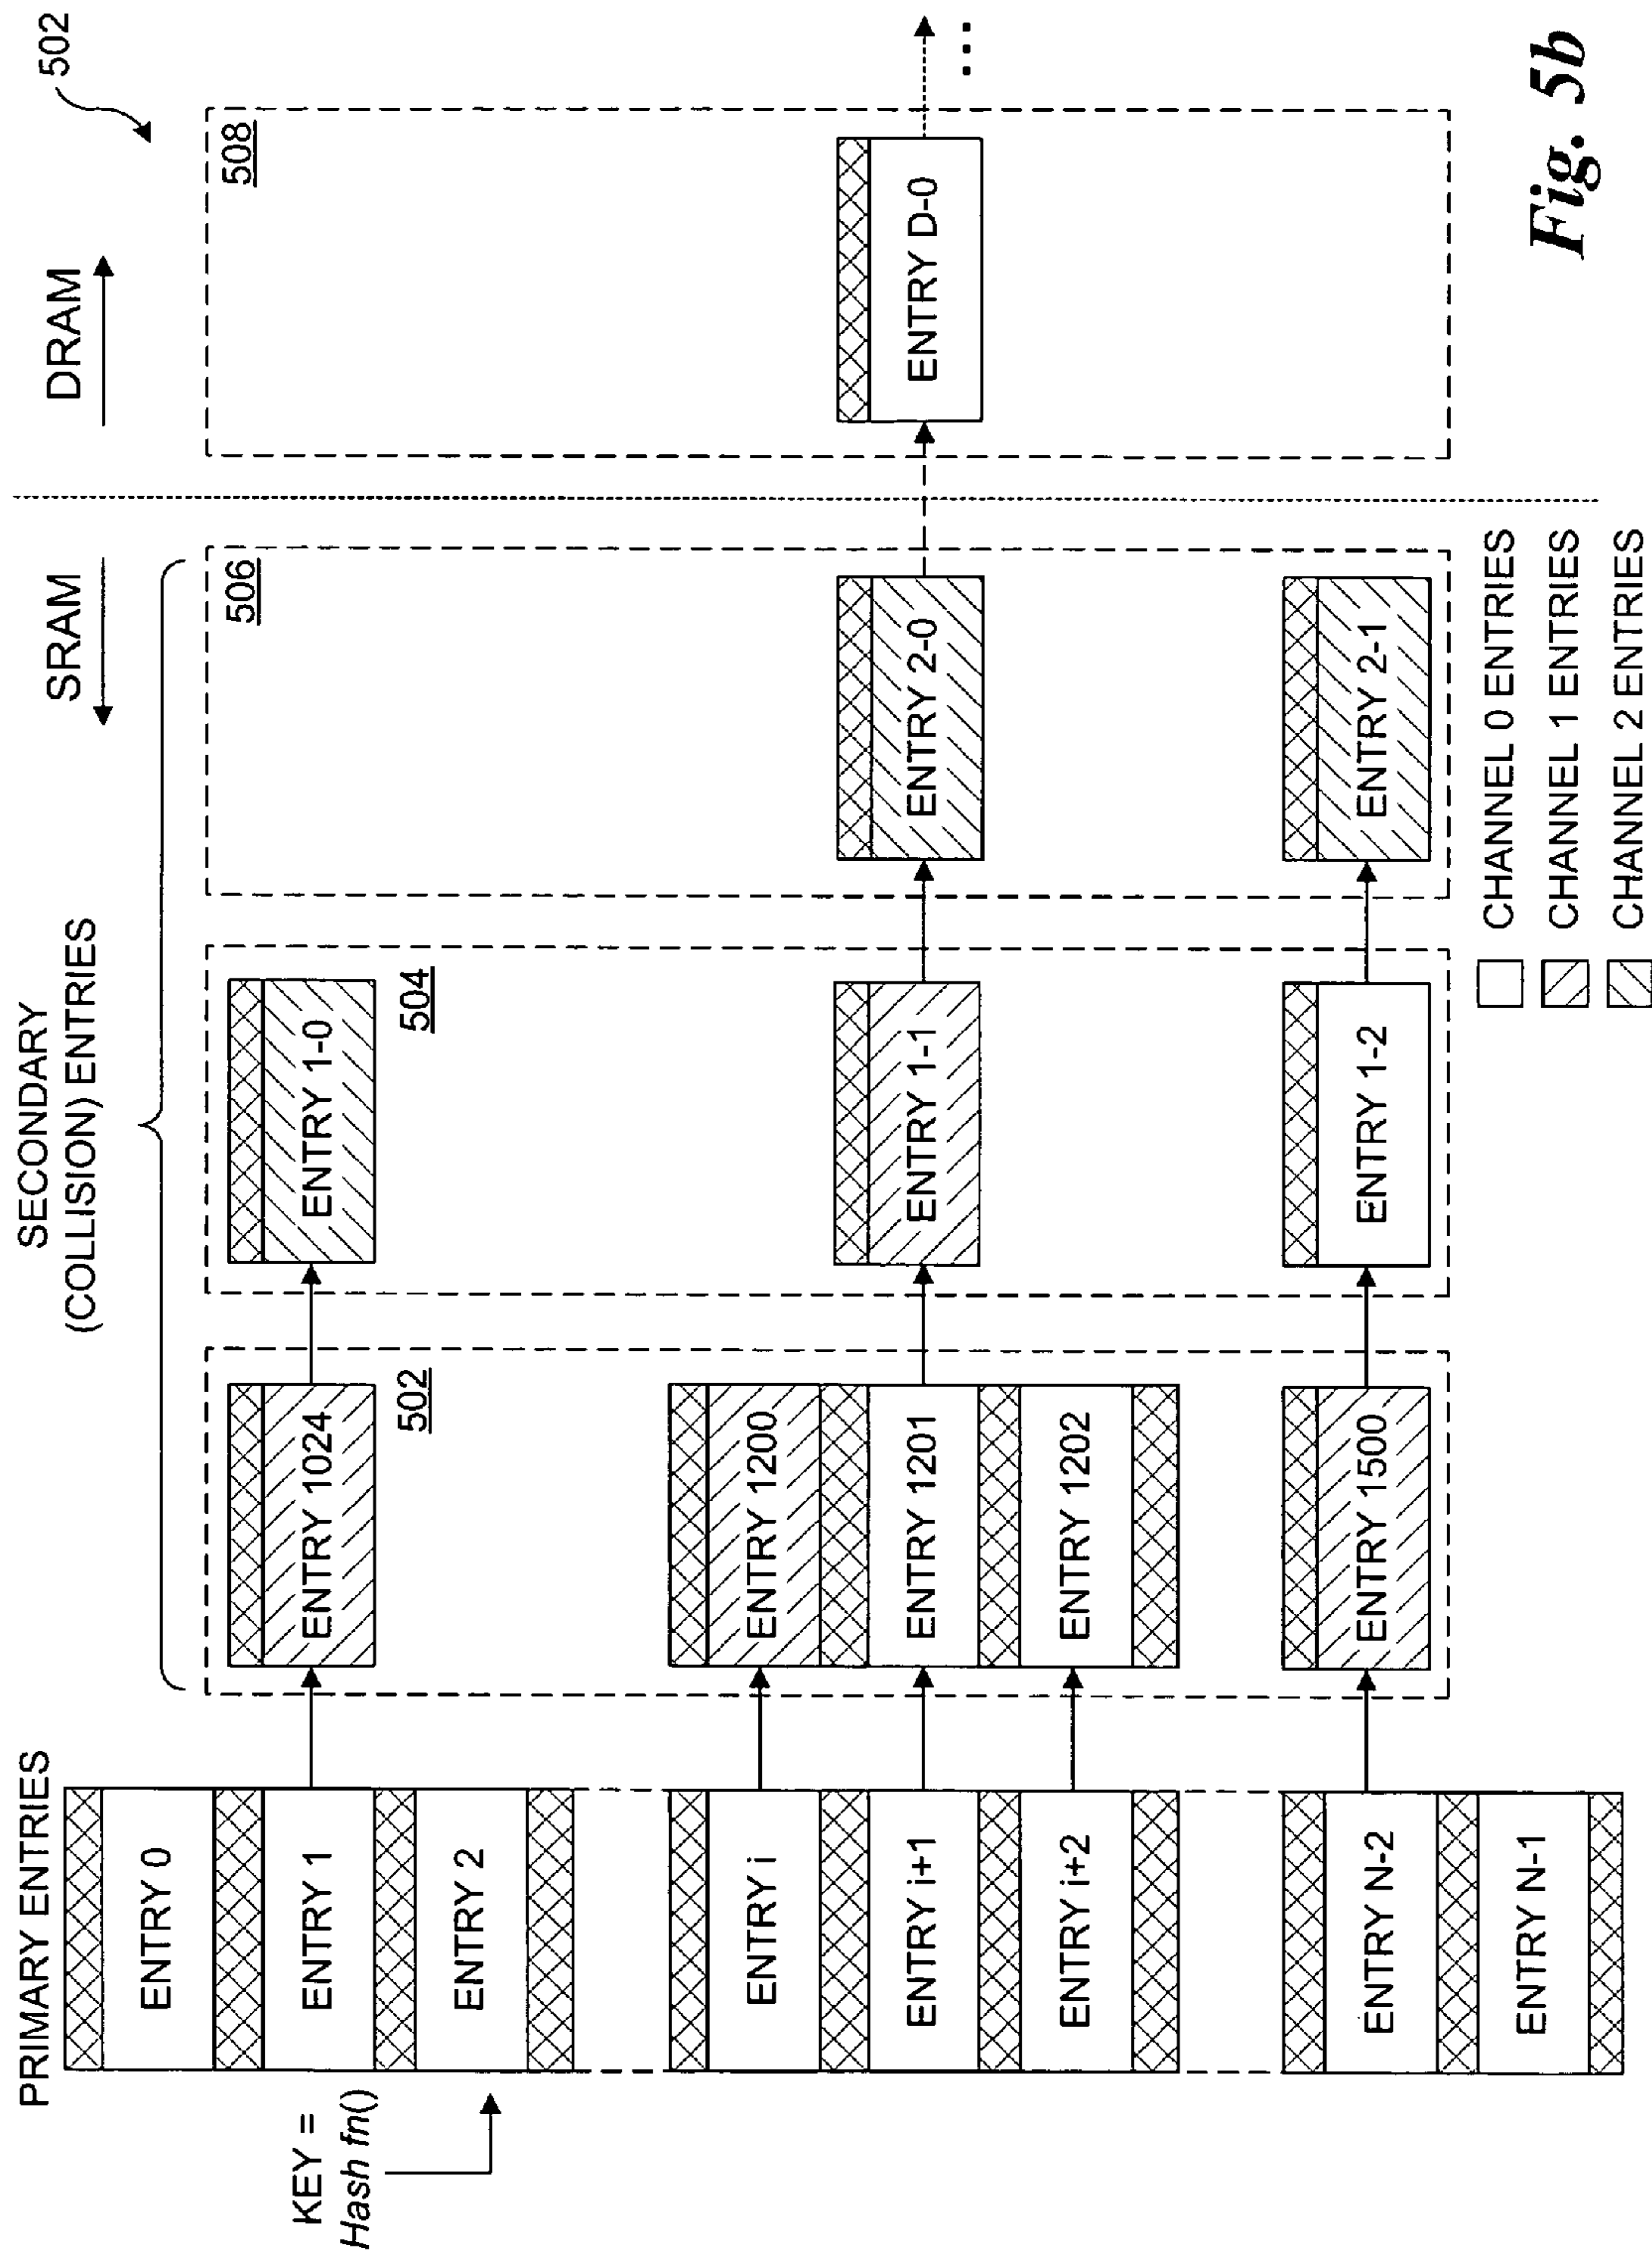 502
SRAM
DRAM
SECONDARY
(COLLISION) ENTRIES
PRIMARY ENTRIES
KEY =
Hash fn()
ENTRY 0
ENTRY 1
ENTRY 2
ENTRY i
ENTRY i+1
ENTRY i+2
ENTRY N-2
ENTRY N-1
502
ENTRY 1024
ENTRY 1200
ENTRY 1201
ENTRY 1202
ENTRY 1500
504
ENTRY 1-0
ENTRY 1-1
ENTRY 1-2
506
ENTRY 2-0
ENTRY 2-1
508
ENTRY D-0
...
CHANNEL 0 ENTRIES
CHANNEL 1 ENTRIES
CHANNEL 2 ENTRIES
Fig. 5b